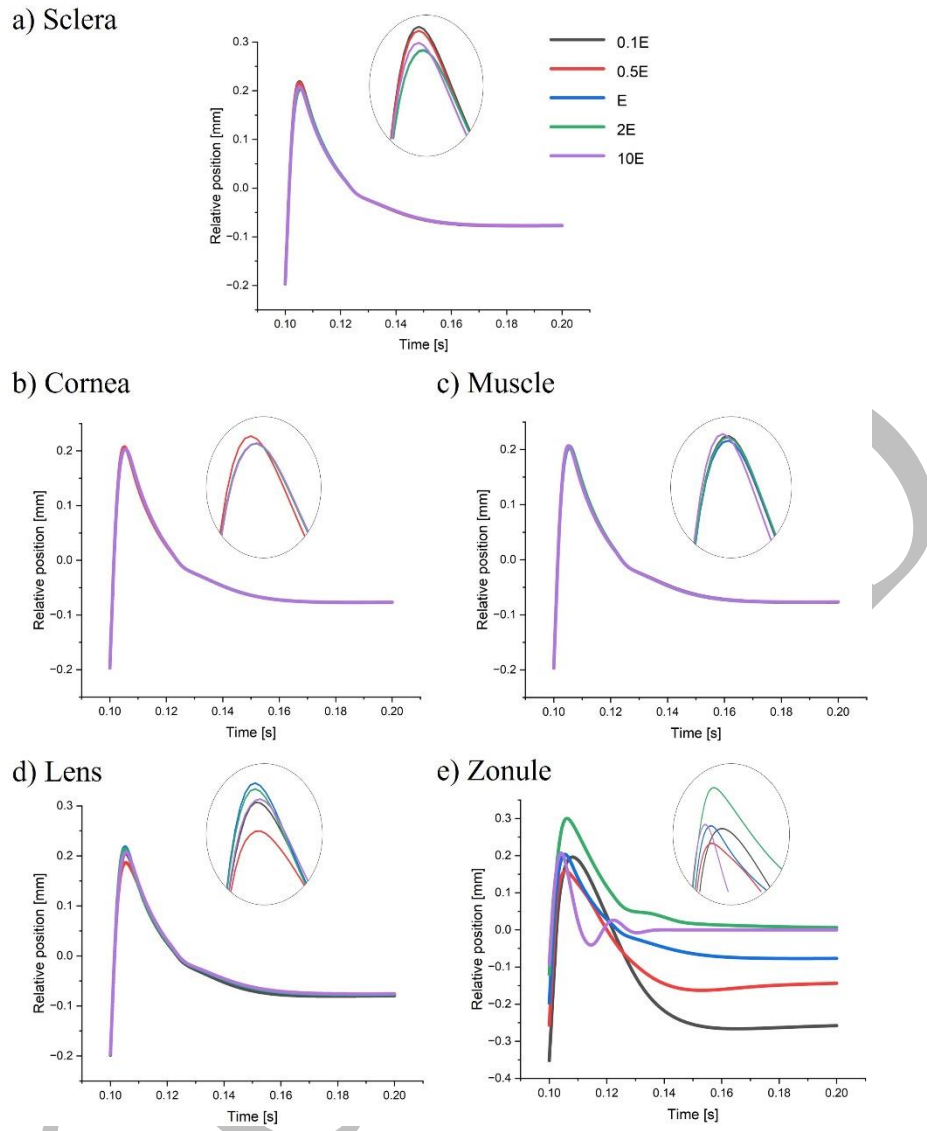 a) Sclera
0.3
0.2
0.1
0.0
−0.1
−0.2
Relative position [mm]
0.10 0.12 0.14 0.16 0.18 0.20
Time [s]
0.1E
0.5E
E
2E
10E
b) Cornea
0.2
0.1
0.0
−0.1
−0.2
Relative position [mm]
0.10 0.12 0.14 0.16 0.18 0.20
Time [s]
c) Muscle
0.2
0.1
0.0
−0.1
−0.2
Relative position [mm]
0.10 0.12 0.14 0.16 0.18 0.20
Time [s]
d) Lens
0.3
0.2
0.1
0.0
−0.1
−0.2
Relative position [mm]
0.10 0.12 0.14 0.16 0.18 0.20
Time [s]
e) Zonule
0.4
0.3
0.2
0.1
0.0
−0.1
−0.2
−0.3
−0.4
Relative position [mm]
0.10 0.12 0.14 0.16 0.18 0.20
Time [s]